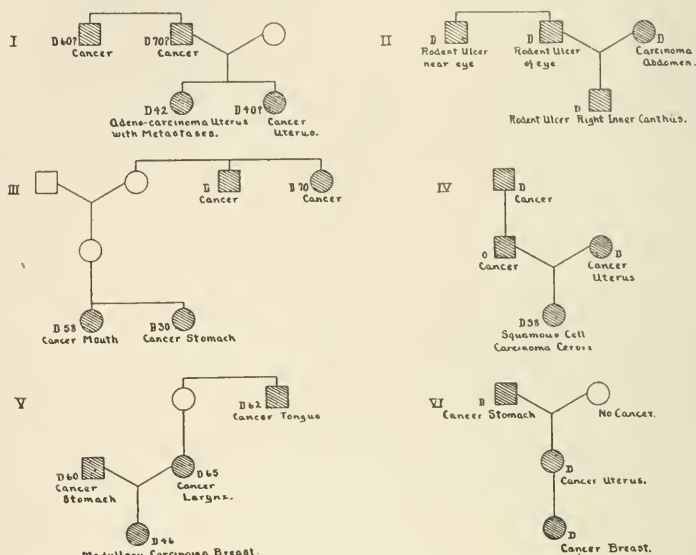 I
D60?
Cancer
D70?
Cancer
D42
Adeno-carcinoma Uterus
with Metastases.
D40?
Cancer
Uterus.
II
D
Rodent Ulcer
near eye
D
Rodent Ulcer
of eye
D
Carcinoma
Abdomen.
D
Rodent Ulcer Right Inner Canthus.
III
Cancer
D70
Cancer
D58
Cancer Mouth
Cancer Stomach
IV
D
Cancer
Cancer
D
Cancer
Uterus
Squamous Cell
Carcinoma Cervix
V
D62
Cancer Tongue
D60
Cancer
Stomach
D65
Cancer
Larynx.
D46
Medullary Carcinoma Breast.
VI
D
Cancer Stomach
No Cancer.
D
Cancer Uterus.
D
Cancer Breast.